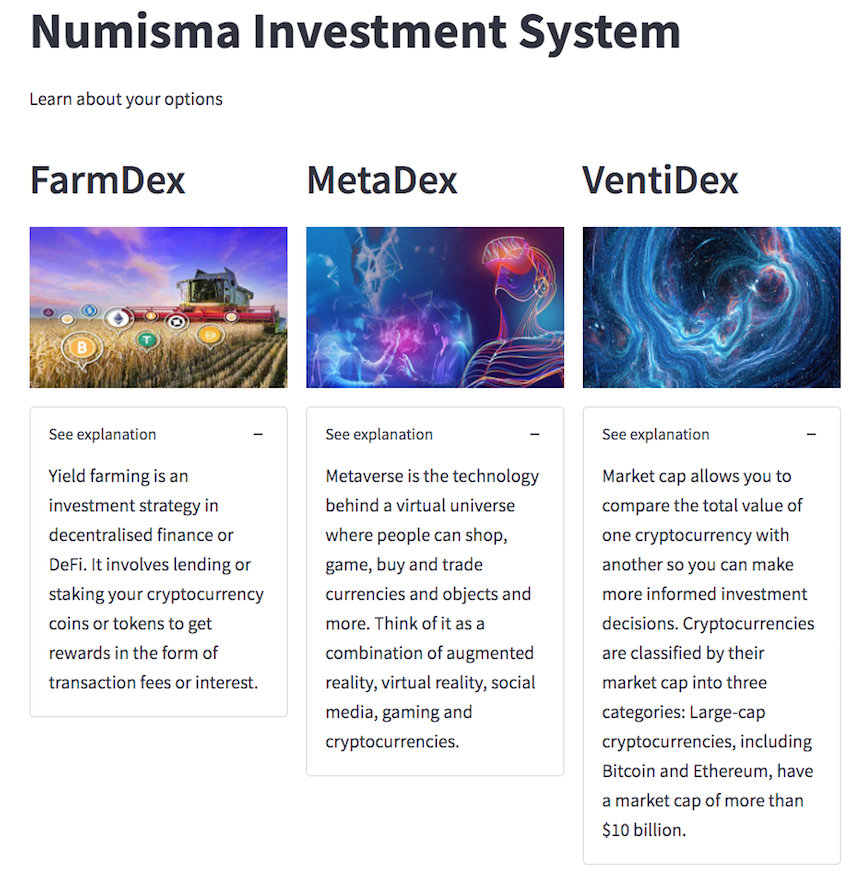 Numisma Investment System
Learn about your options
FarmDex
See explanation
Yield farming is an
investment strategy in
decentralised finance or
DeFi. It involves lending or
staking your cryptocurrency
coins or tokens to get
rewards in the form of
transaction fees or interest.
MetaDex
See explanation
Metaverse is the technology
behind a virtual universe
where people can shop,
game, buy and trade
currencies and objects and
more. Think of it as a
combination of augmented
reality, virtual reality, social
media, gaming and
cryptocurrencies.
VentiDex
See explanation
Market cap allows you to
compare the total value of
one cryptocurrency with
another so you can make
more informed investment
decisions. Cryptocurrencies
are classified by their
market cap into three
categories: Large-cap
cryptocurrencies, including
Bitcoin and Ethereum, have
a market cap of more than
$10 billion.